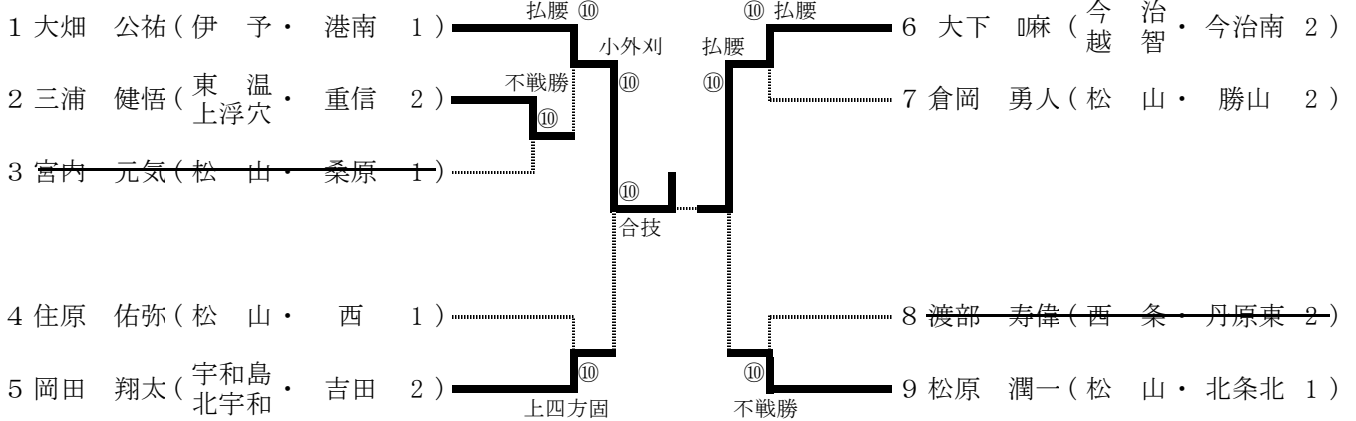 払腰 ⑩
1 大畑 公祐 ( 伊 予 ・ 港南 1 )
小外刈
⑩
不戦勝
2 三浦 健悟 ( 東 温 上浮穴 ・ 重信 2 )
⑩
3 宮内 元気 ( 松 山 ・ 桑原 1 )
⑩
合技
4 住原 佑弥 ( 松 山 ・ 西 1 )
⑩
5 岡田 翔太 ( 宇和島 北宇和 ・ 吉田 2 )
上四方固
⑩ 払腰
6 大下 麻 ( 今 治 越 智 ・ 今治南 2 )
払腰
⑩
7 倉岡 勇人 ( 松 山 ・ 勝山 2 )
8 渡部 寿偉 ( 西 条 ・ 丹原東 2 )
⑩
9 松原 潤一 ( 松 山 ・ 北条北 1 )
不戦勝